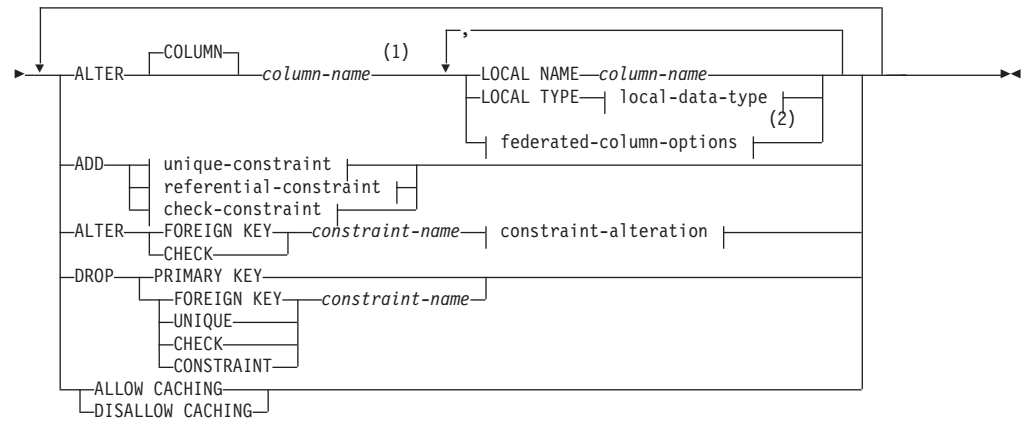 ,
COLUMN
(1)
ALTER column-name LOCAL NAME column-name
LOCAL TYPE local-data-type
(2)
federated-column-options
ADD unique-constraint
referential-constraint
check-constraint
ALTER FOREIGN KEY constraint-name constraint-alteration
CHECK
DROP PRIMARY KEY
FOREIGN KEY constraint-name
UNIQUE
CHECK
CONSTRAINT
ALLOW CACHING
DISALLOW CACHING